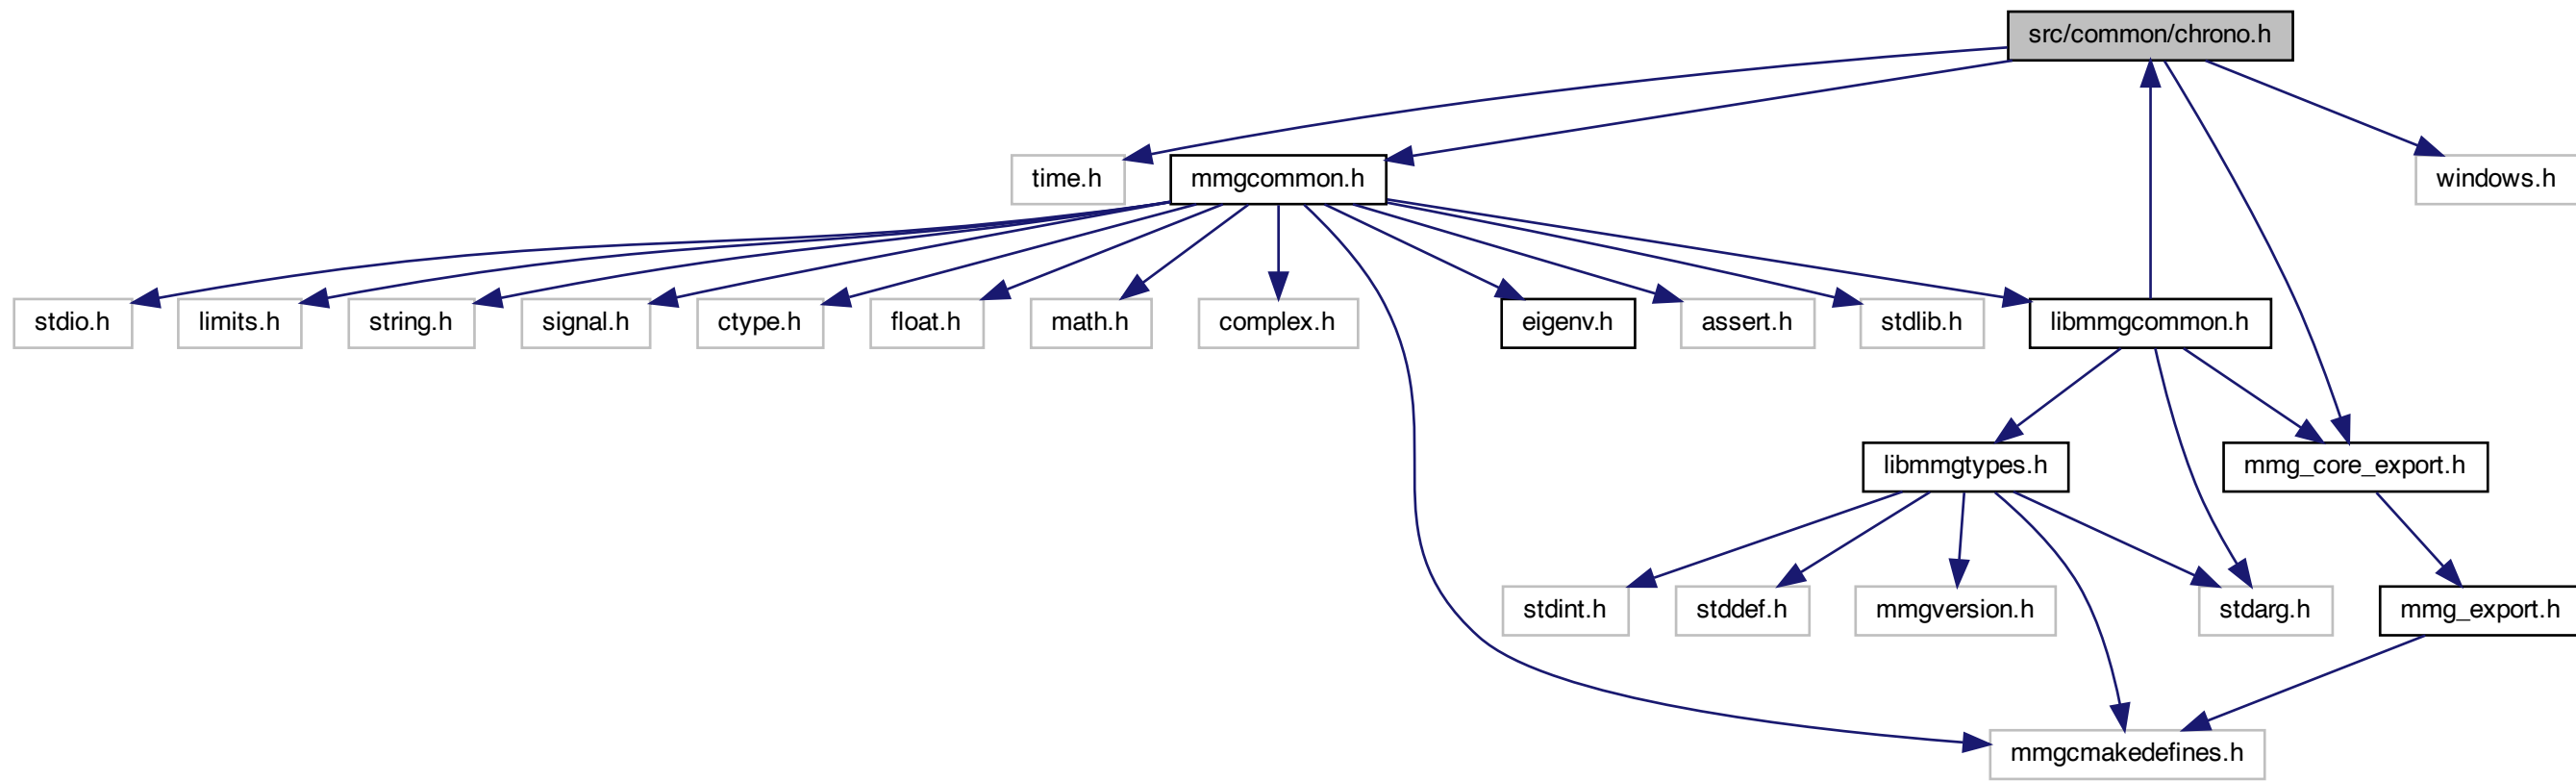 src/common/chrono.h
time.h
mmgcommon.h
windows.h
stdio.h
limits.h
string.h
signal.h
ctype.h
float.h
math.h
complex.h
eigenv.h
assert.h
stdlib.h
libmmgcommon.h
libmmgtypes.h
mmg_core_export.h
stdint.h
stddef.h
mmgversion.h
stdarg.h
mmg_export.h
mmgcmakedefines.h